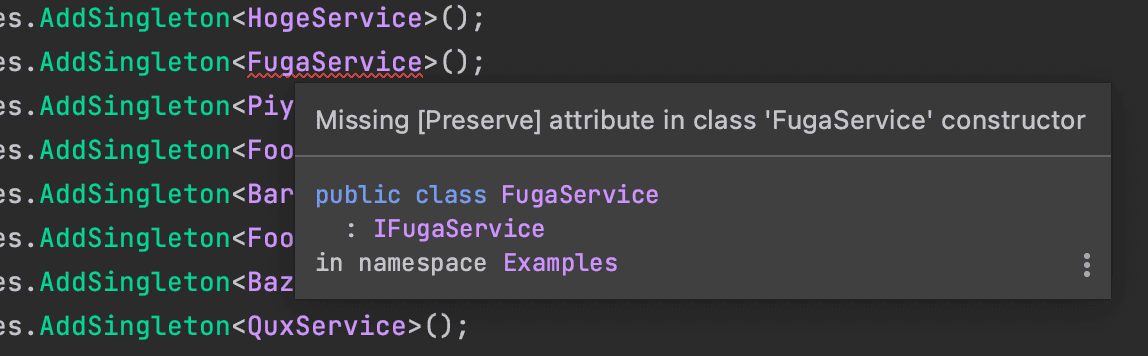 es.AddSingleton<HogeService>();
es.AddSingleton<FugaService>();
es.AddSingleton<Piy
Missing [Preserve] attribute in class 'FugaService' constructor
es.AddSingleton<Foo
es.AddSingleton<Bar
public class FugaService
: IFugaService
es.AddSingleton<Foo
in namespace Examples
es.AddSingleton<Baz
es.AddSingleton<QuxService>();